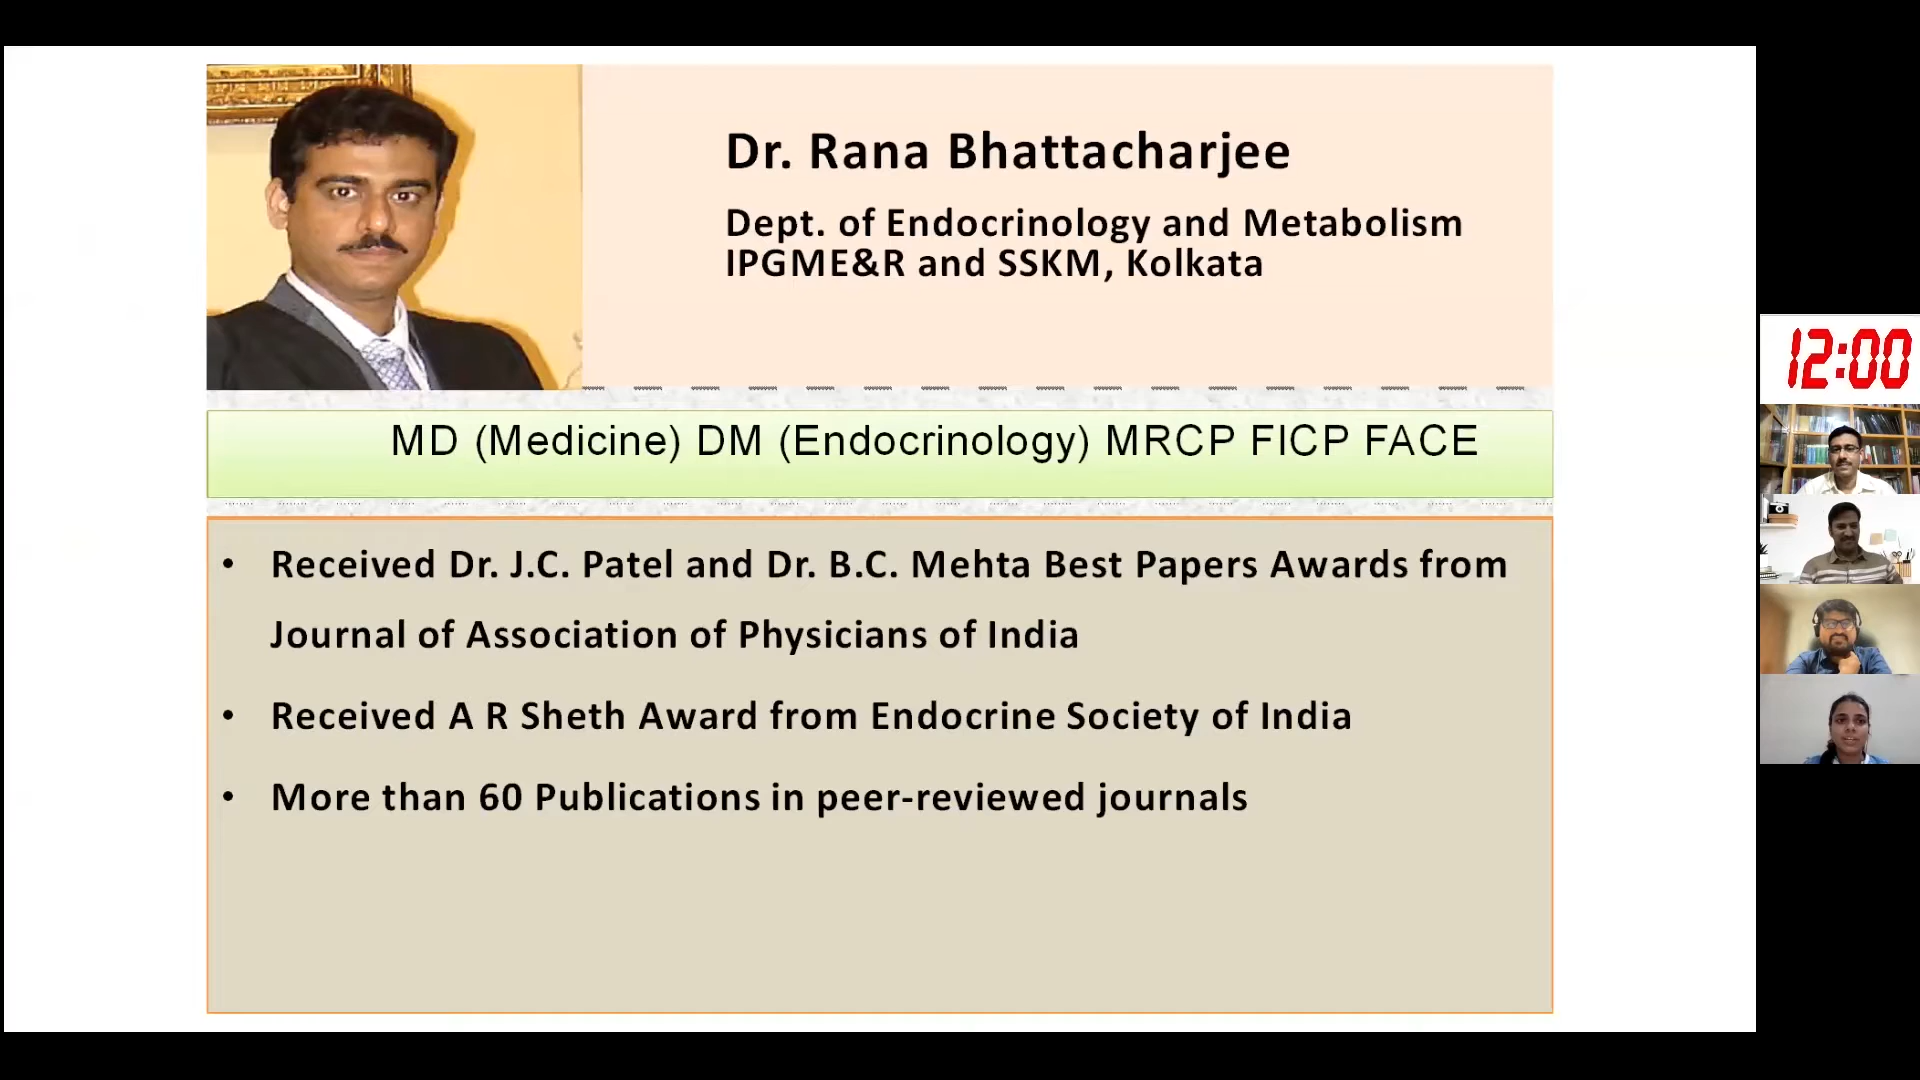 Dr. Rana Bhattacharjee
Dept. of Endocrinology and Metabolism
IPGME&R and SSKM, Kolkata
MD (Medicine) DM (Endocrinology) MRCP FICP FACE
• Received Dr. J.C. Patel and Dr. B.C. Mehta Best Papers Awards from
Journal of Association of Physicians of India
• Received A R Sheth Award from Endocrine Society of India
• More than 60 Publications in peer-reviewed journals
12:00